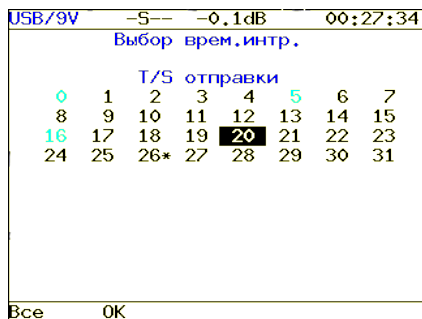 USB/9V -S-- -0.1dB 00:27:34
Выбор врем.интр.
T/S отправки
0 1 2 3 4 5 6 7
8 9 10 11 12 13 14 15
16 17 18 19 20 21 22 23
24 25 26* 27 28 29 30 31
Все OK